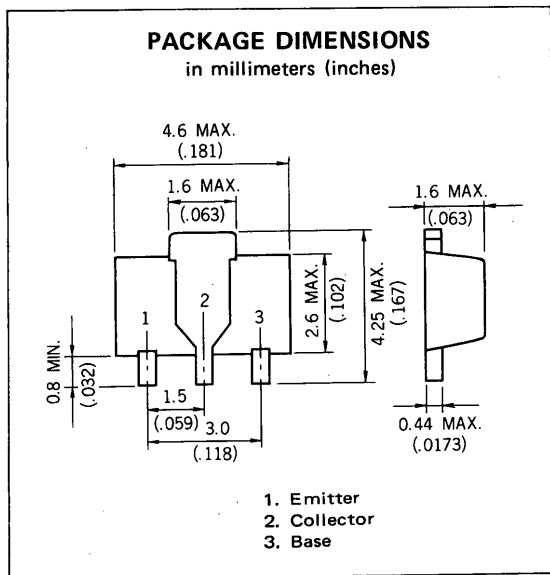 PACKAGE DIMENSIONS
in millimeters (inches)
4.6 MAX.
(.181)
1.6 MAX.
(.063)
1.6 MAX.
(.063)
2
1
3
2.6 MAX.
(.102)
4.25 MAX.
(.167)
0.8 MIN.
(.032)
1.5
(.059)
3.0
(.118)
0.44 MAX.
(.0173)
1. Emitter
2. Collector
3. Base